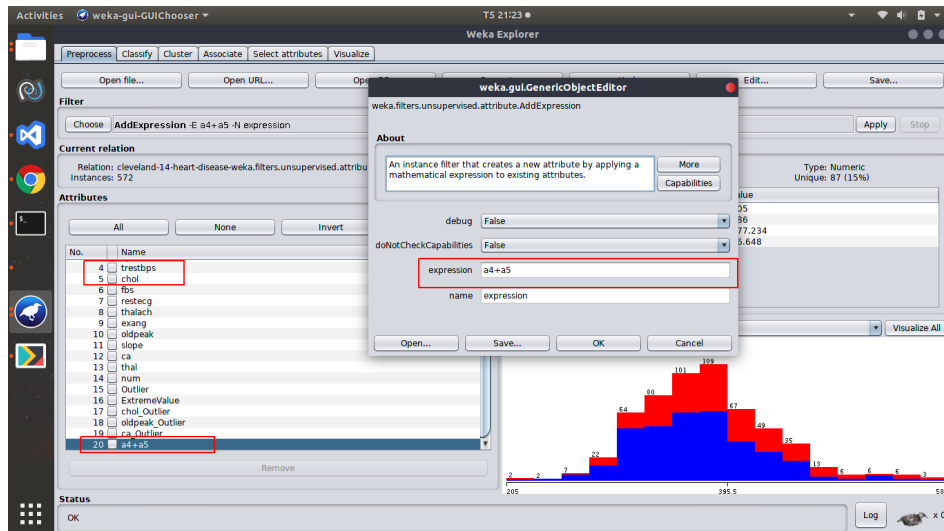 Activities weka-gui-GUIChooser T5 21:23
Weka Explorer
Preprocess Classify Cluster Associate Select attributes Visualize
Open file... Open URL... Edit... Save...
Filter
Choose AddExpression -E a4+a5 -N expression Apply Stop
Current relation
Relation: cleveland-14-heart-disease-weka.filters.unsupervised.attribu
Instances: 572
Type: Numeric
Unique: 87 (15%)
Attributes
All None Invert
No. Name
4 trestbps
5 chol
6 fbs
7 restecg
8 thalach
9 exang
10 oldpeak
11 slope
12 ca
13 thal
14 num
15 Outlier
16 ExtremeValue
17 chol_Outlier
18 oldpeak_Outlier
19 ca_Outlier
20 a4+a5
Remove
weka.gui.GenericObjectEditor
weka.filters.unsupervised.attribute.AddExpression
About
An instance filter that creates a new attribute by applying a
mathematical expression to existing attributes.
More
Capabilities
debug False
doNotCheckCapabilities False
expression a4+a5
name expression
Open... Save... OK Cancel
77.234
6.648
Visualize All
2 2 7 22 64 80 101 109 67 49 35 13 6 6 6 3
205 395.5
Status
OK
Log